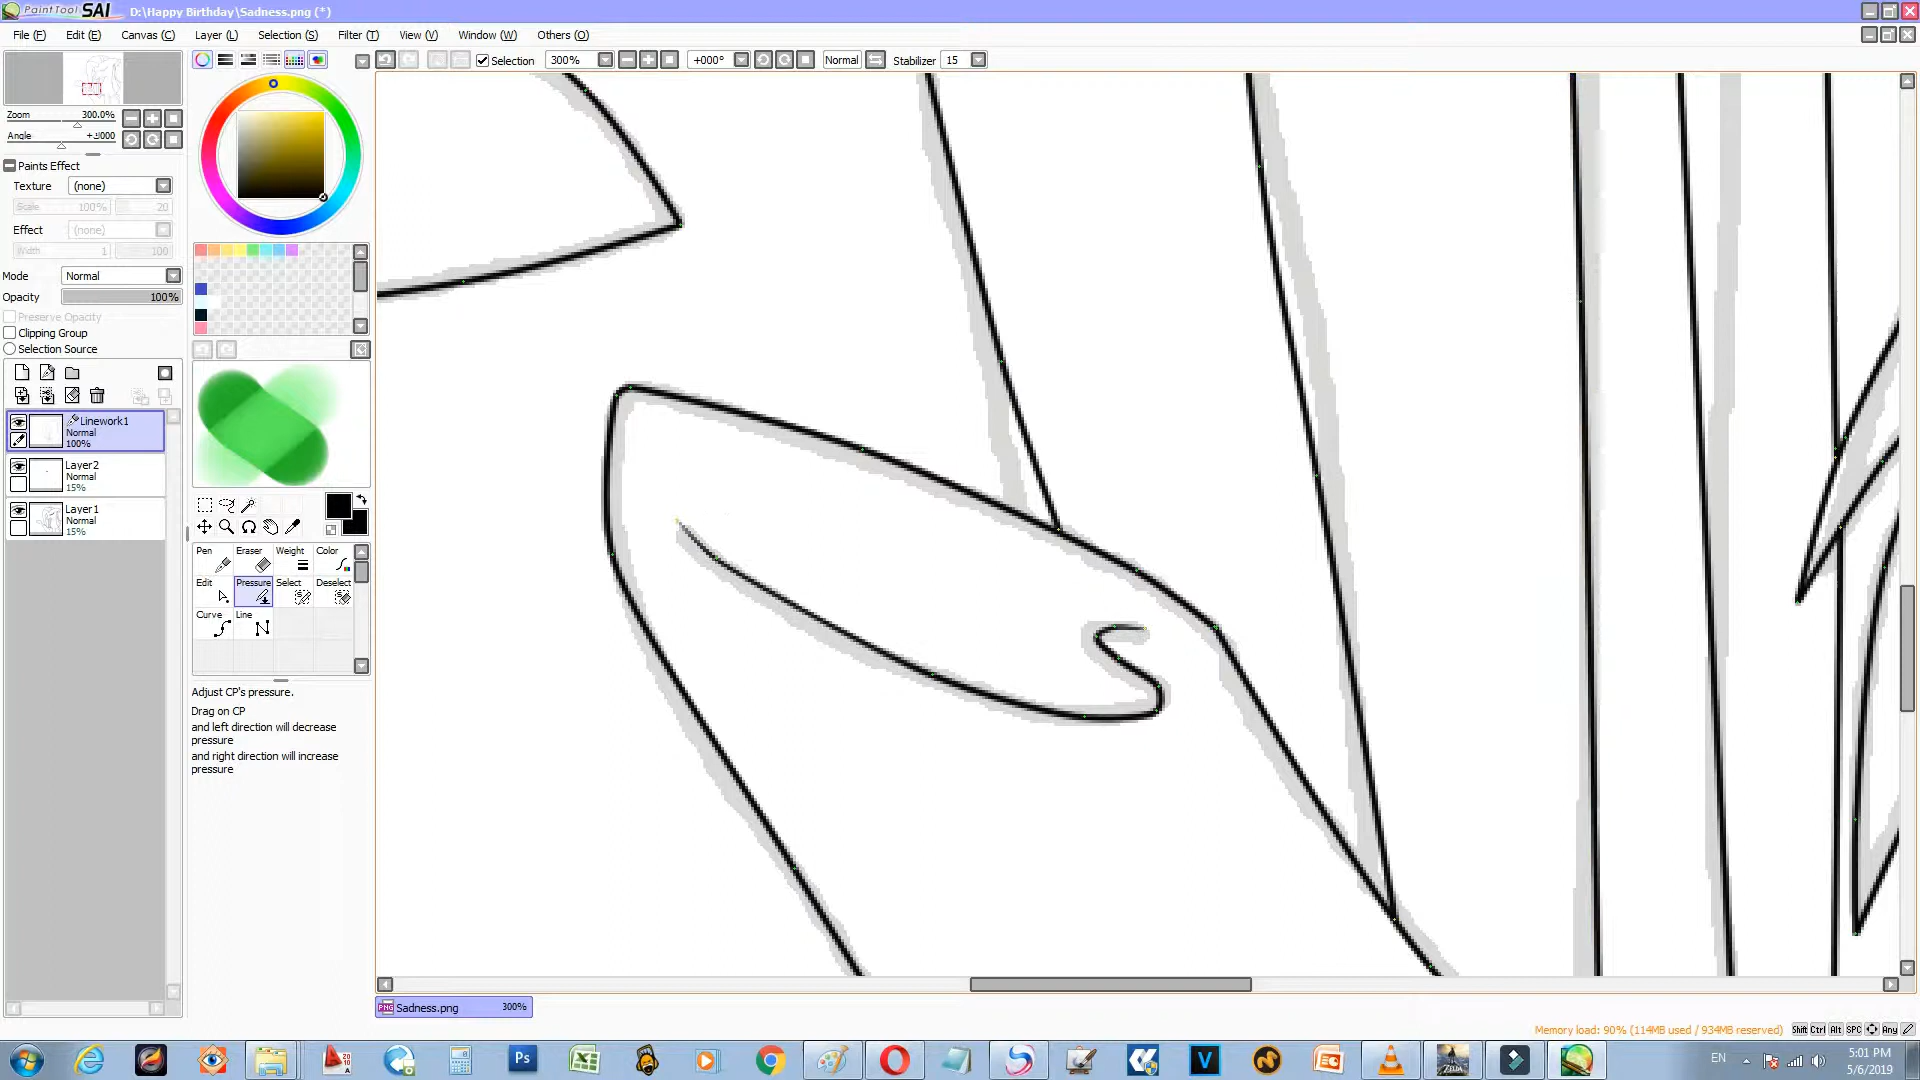 PaintTool SAI D:\Happy Birthday\Sadness.png (*)
File (F) Edit (E) Canvas (C) Layer (L) Selection (S) Filter (T) View (V) Window (W) Others (O)
Selection 300% +000° Normal Stabilizer 15
Zoom 300.0%
Angle
Paints Effect
Texture (none)
Scale 100% 20
Effect (none)
Width 1 100
Mode Normal
Opacity 100%
Preserve Opacity
Clipping Group
Selection Source
Linework1
Normal
100%
Layer2
Normal
15%
Layer1
Normal
15%
Pen Eraser Weight Color
Edit Pressure Select Deselect
Curve Line
Adjust CP's pressure.
Drag on CP
and left direction will decrease
pressure
and right direction will increase
pressure
Sadness.png 300%
Memory load: 90% (114MB used / 934MB reserved) Shift Ctrl Alt SPC Any
EN 5:01 PM
5/6/2019